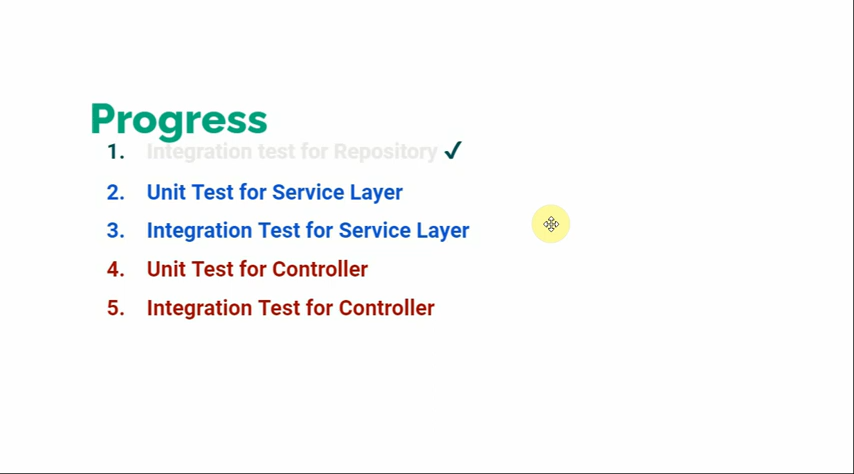 Progress
1. Integration test for Repository ✓
2. Unit Test for Service Layer
3. Integration Test for Service Layer
4. Unit Test for Controller
5. Integration Test for Controller